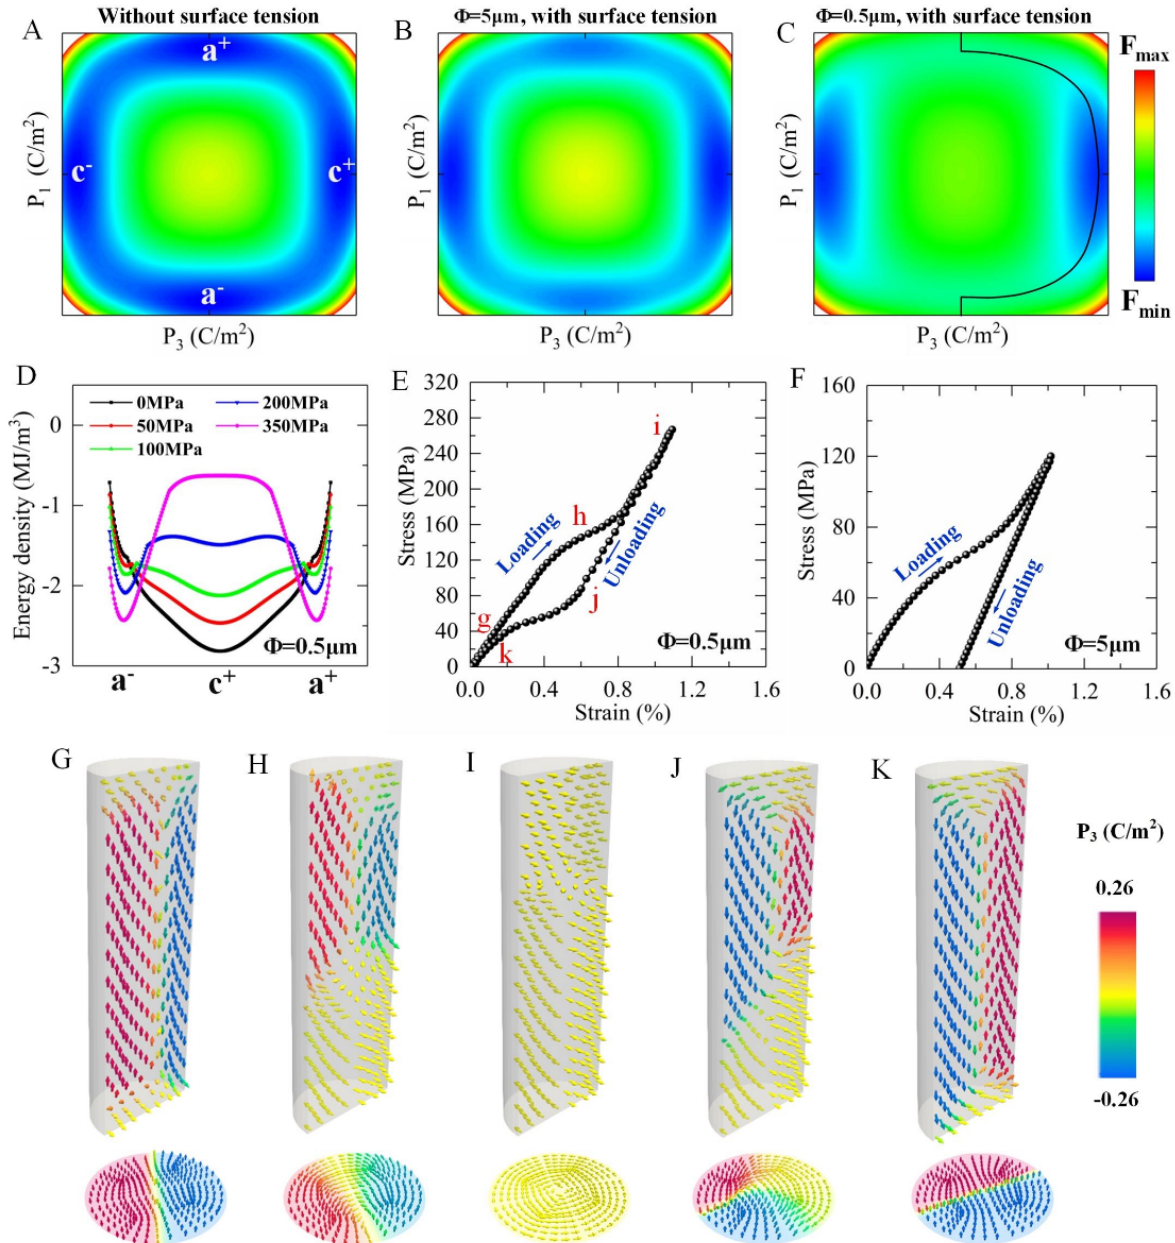 A
Without surface tension
B
Φ=5μm, with surface tension
C
Φ=0.5μm, with surface tension
P1 (C/m2)
a+
c-
c+
a-
P3 (C/m2)
P1 (C/m2)
P3 (C/m2)
P1 (C/m2)
P3 (C/m2)
Fmax
Fmin
D
0MPa
200MPa
50MPa
350MPa
100MPa
Energy density (MJ/m3)
0
-1
-2
-3
a-
c+
a+
Φ=0.5μm
E
Stress (MPa)
320
280
240
200
160
120
80
40
0
i
h
g
k
j
Loading
Unloading
Φ=0.5μm
0.0
0.4
0.8
1.2
1.6
Strain (%)
F
Stress (MPa)
160
120
80
40
0
Loading
Unloading
Φ=5μm
0.0
0.4
0.8
1.2
1.6
Strain (%)
G
H
I
J
K
P3 (C/m2)
0.26
-0.26